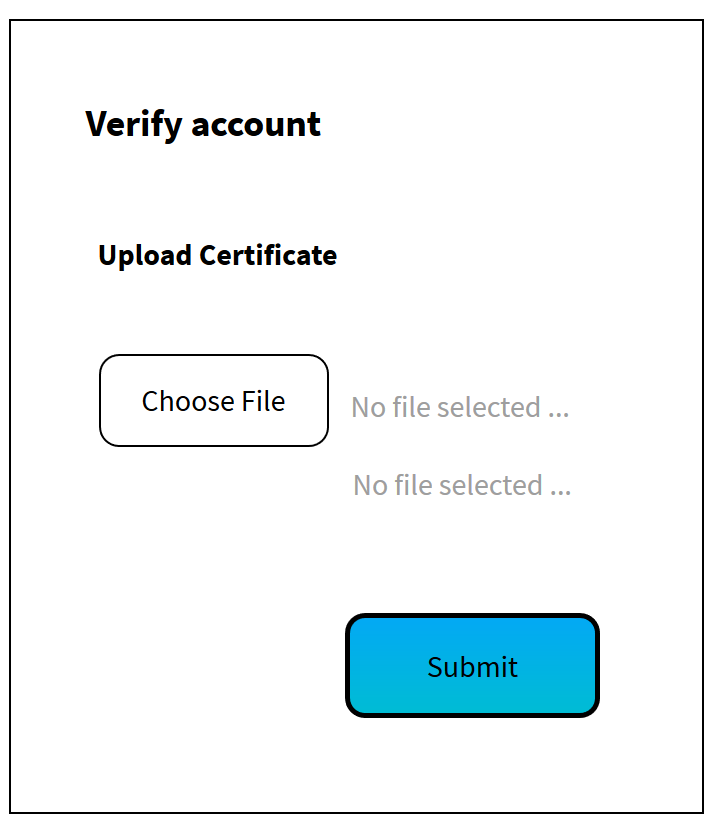 Verify account
Upload Certificate
Choose File
No file selected ...
No file selected ...
Submit